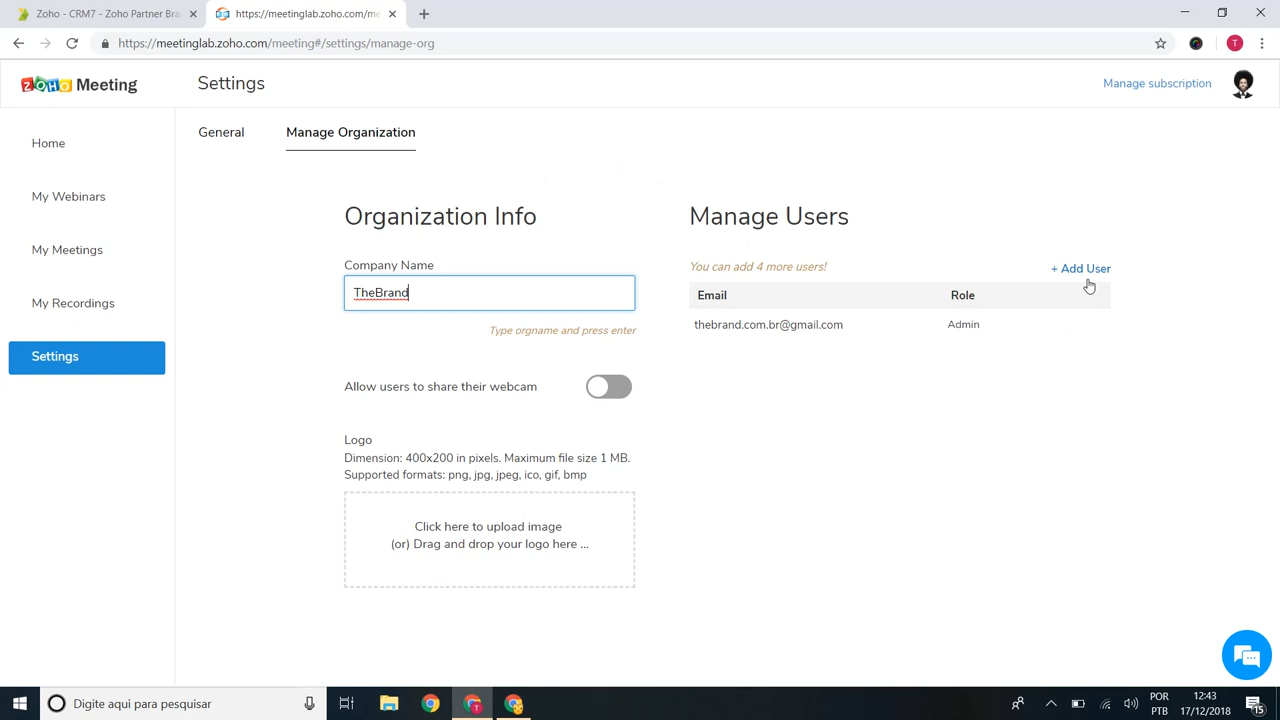 Zoho - CRM7 - Zoho Partner Bra
https://meetinglab.zoho.com/me
https://meetinglab.zoho.com/meeting#/settings/manage-org
T
ZOHO Meeting
Settings
Manage subscription
Home
My Webinars
My Meetings
My Recordings
Settings
General
Manage Organization
Organization Info
Company Name
TheBrand
Type orgname and press enter
Allow users to share their webcam
Logo
Dimension: 400x200 in pixels. Maximum file size 1 MB.
Supported formats: png, jpg, jpeg, ico, gif, bmp
Click here to upload image
(or) Drag and drop your logo here ...
Manage Users
You can add 4 more users!
+ Add User
Email Role
thebrand.com.br@gmail.com Admin
Digite aqui para pesquisar
T
POR
PTB
12:43
17/12/2018
15